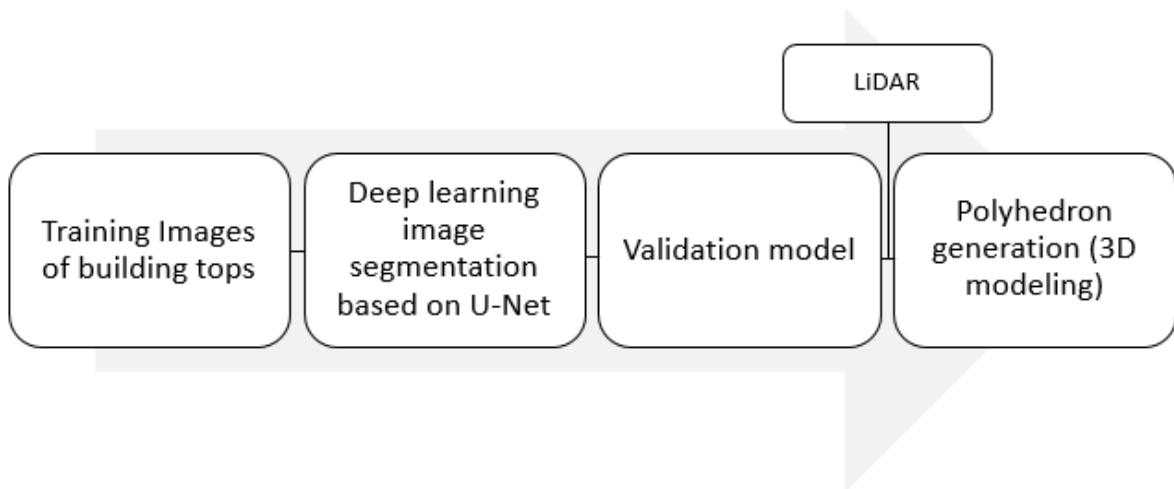 LiDAR
Training Images
of building tops
Deep learning
image
segmentation
based on U-Net
Validation model
Polyhedron
generation (3D
modeling)